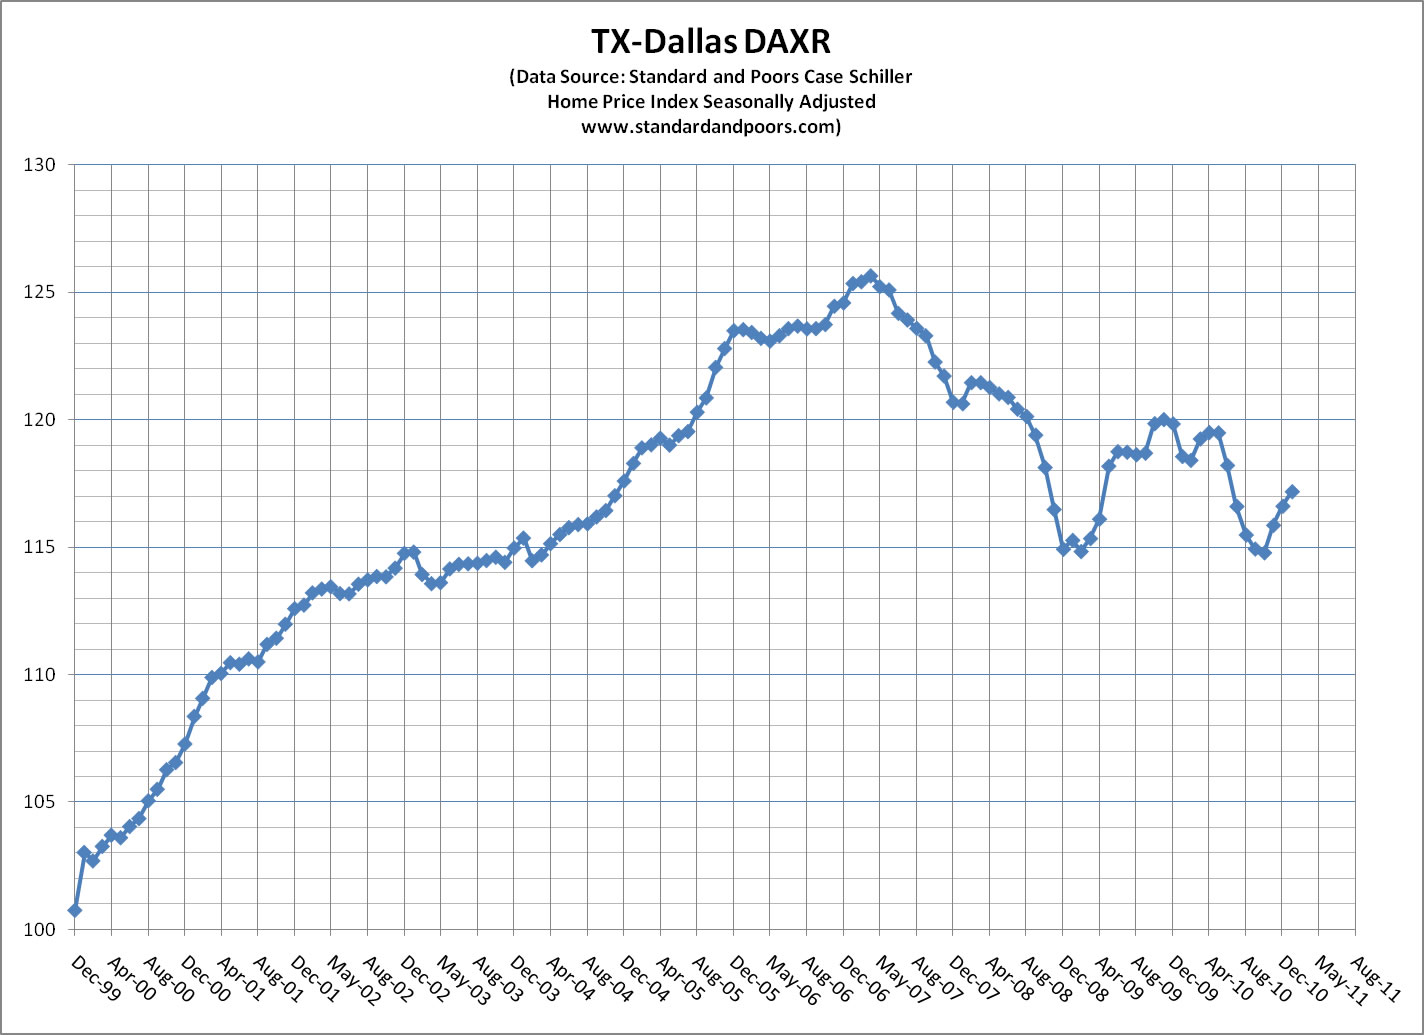 TX-Dallas DAXR
(Data Source: Standard and Poors Case Schiller
Home Price Index Seasonally Adjusted
www.standardandpoors.com)
130
125
120
115
110
105
100
Dec-99
Apr-00
Aug-00
Dec-00
Apr-01
Aug-01
Dec-01
May-02
Aug-02
Dec-02
May-03
Aug-03
Dec-03
Apr-04
Aug-04
Dec-04
Apr-05
Aug-05
Dec-05
May-06
Aug-06
Dec-06
May-07
Aug-07
Dec-07
Apr-08
Aug-08
Dec-08
Apr-09
Aug-09
Dec-09
Apr-10
Aug-10
Dec-10
May-11
Aug-11